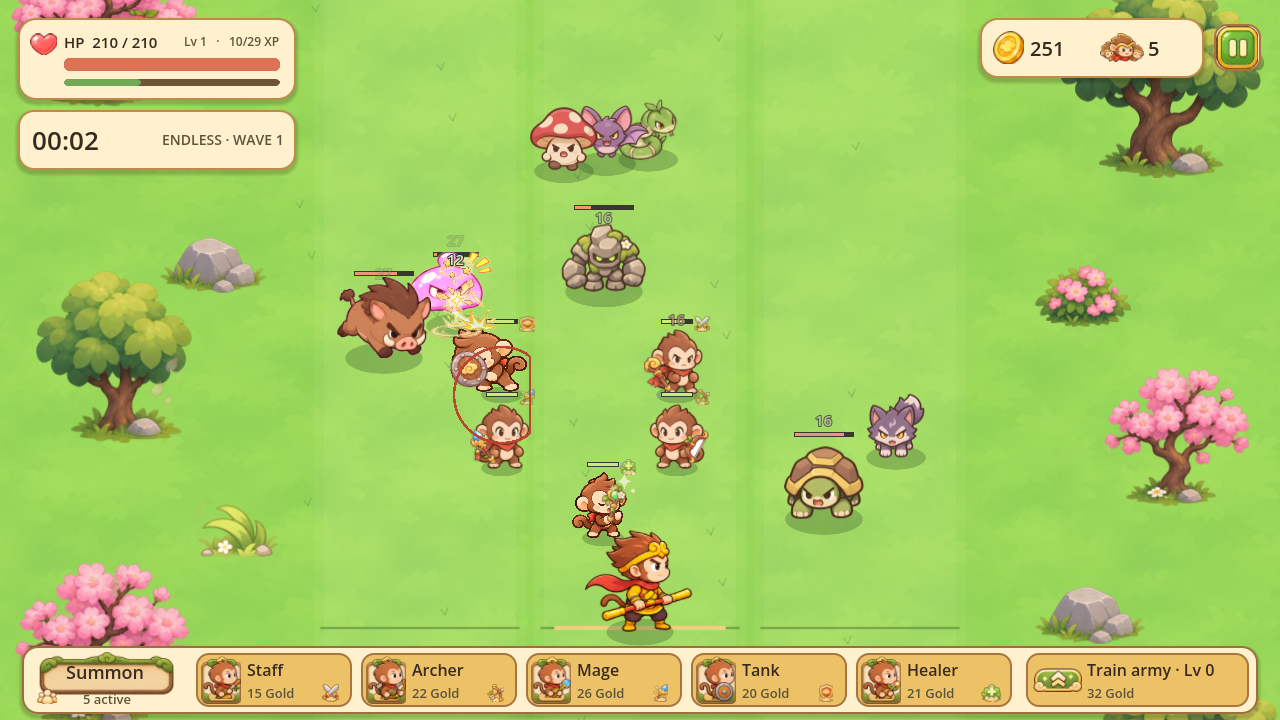 HP 210 / 210 Lv 1 · 10/29 XP
251
5
00:02
ENDLESS · WAVE 1
16
27
12
16
16
Summon
5 active
Staff
15 Gold
Archer
22 Gold
Mage
26 Gold
Tank
20 Gold
Healer
21 Gold
Train army · Lv 0
32 Gold